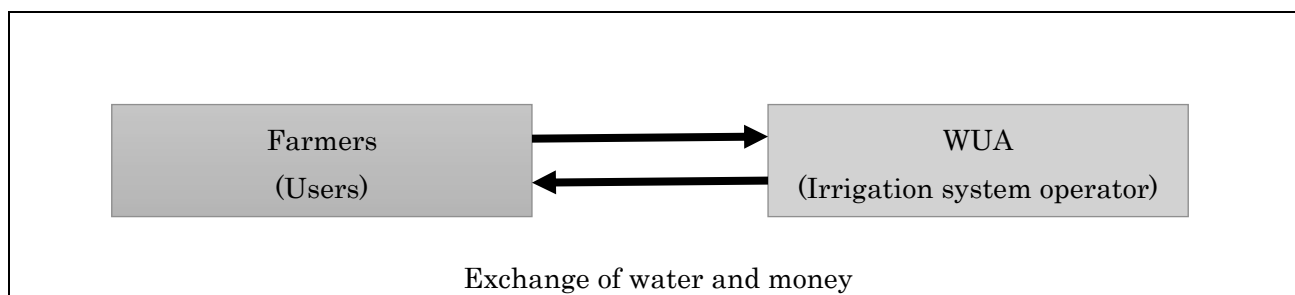 Farmers
(Users)
WUA
(Irrigation system operator)
Exchange of water and money